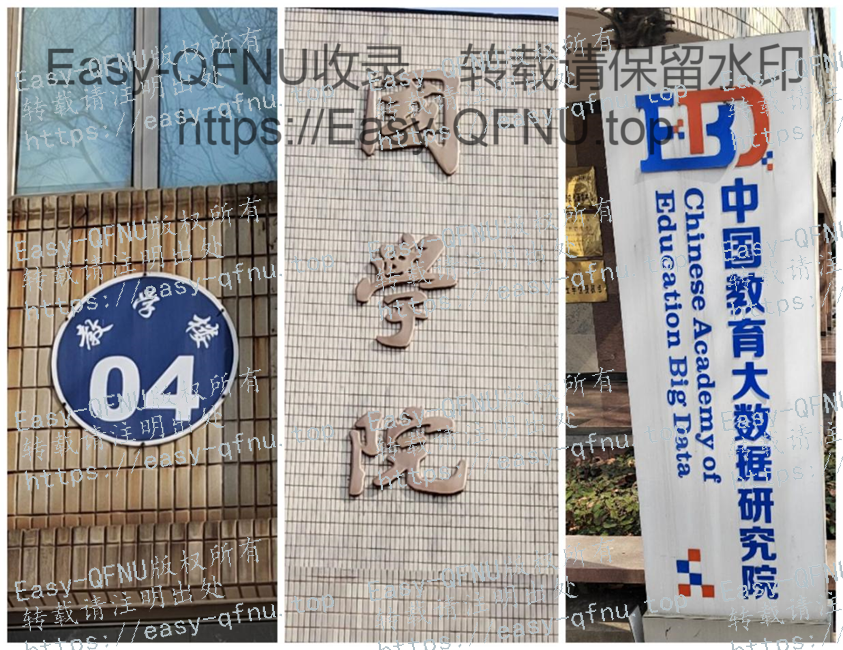 Easy-QFNU收录，转载请保留水印
https://Easy-QFNU.top
教学楼
04
國學院
中国教育大数据研究院
Chinese Academy of
Education Big Data
Easy-QFNU版权所有
转载请注明出处
https://easy-qfnu.top